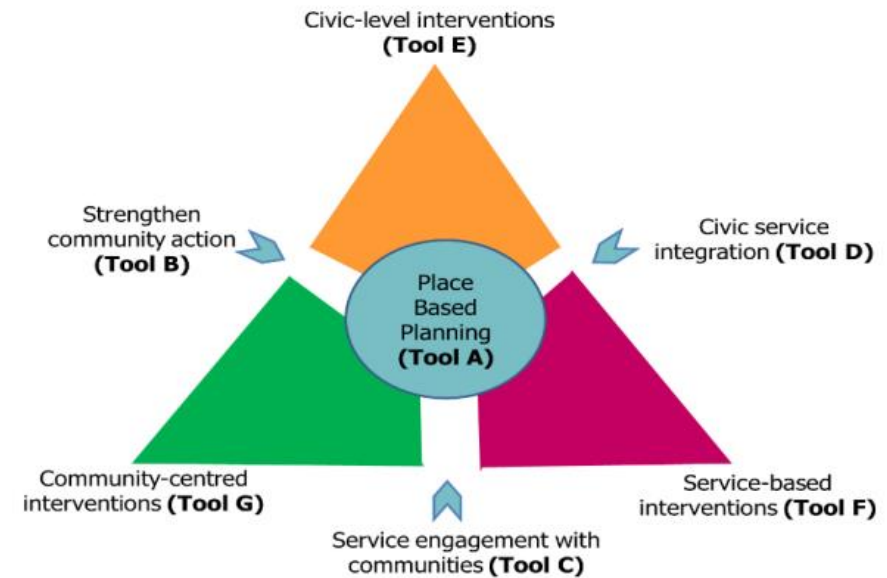 Civic-level interventions
(Tool E)
Strengthen
community action
(Tool B)
Civic service
integration (Tool D)
Place
Based
Planning
(Tool A)
Community-centred
interventions (Tool G)
Service-based
interventions (Tool F)
Service engagement with
communities (Tool C)